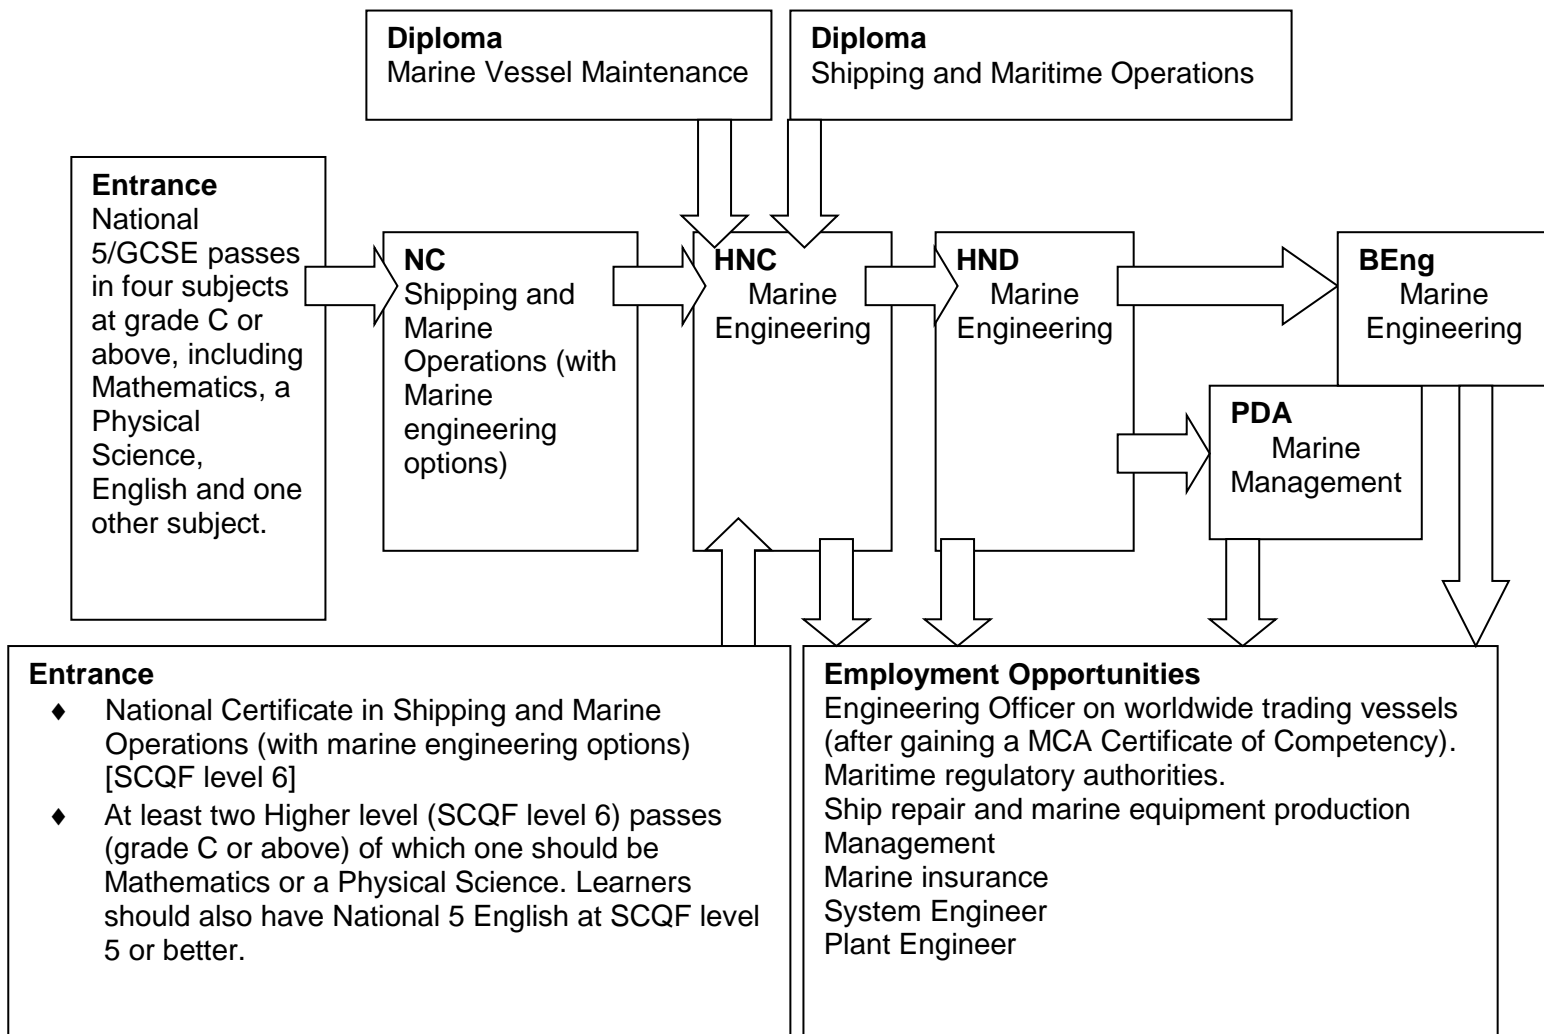 Diploma
Marine Vessel Maintenance
Diploma
Shipping and Maritime Operations
Entrance
National
5/GCSE passes
in four subjects
at grade C or
above, including
Mathematics, a
Physical
Science,
English and one
other subject.
NC
Shipping and
Marine
Operations (with
Marine
engineering
options)
HNC
Marine
Engineering
HND
Marine
Engineering
BEng
Marine
Engineering
PDA
Marine
Management
Entrance
♦ National Certificate in Shipping and Marine
Operations (with marine engineering options)
[SCQF level 6]
♦ At least two Higher level (SCQF level 6) passes
(grade C or above) of which one should be
Mathematics or a Physical Science. Learners
should also have National 5 English at SCQF level
5 or better.
Employment Opportunities
Engineering Officer on worldwide trading vessels
(after gaining a MCA Certificate of Competency).
Maritime regulatory authorities.
Ship repair and marine equipment production
Management
Marine insurance
System Engineer
Plant Engineer